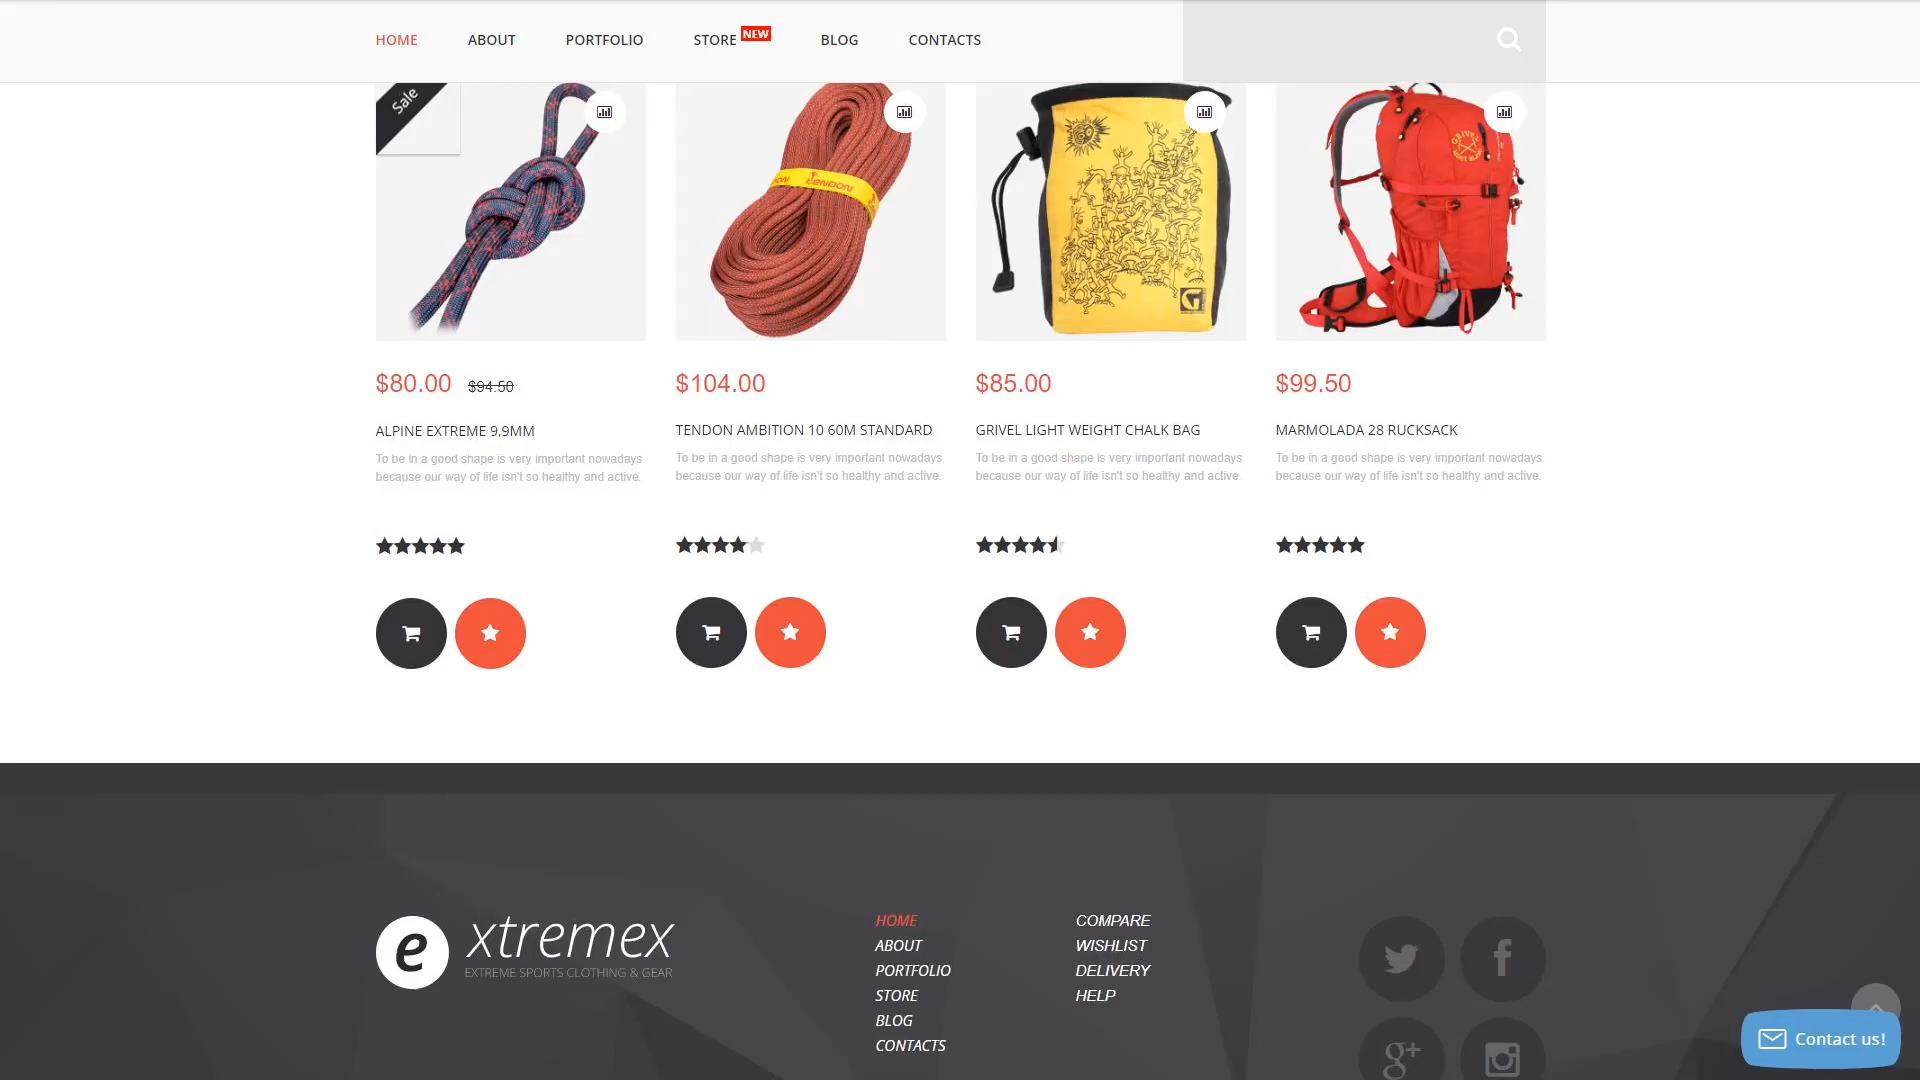 HOME ABOUT PORTFOLIO STORE NEW BLOG CONTACTS
Sale
TENDON
GRIVEL
MONT BLANC
$80.00 $94.50
ALPINE EXTREME 9,9MM
To be in a good shape is very important nowadays
because our way of life isn't so healthy and active.
$104.00
TENDON AMBITION 10 60M STANDARD
To be in a good shape is very important nowadays
because our way of life isn't so healthy and active.
$85.00
GRIVEL LIGHT WEIGHT CHALK BAG
To be in a good shape is very important nowadays
because our way of life isn't so healthy and active.
$99.50
MARMOLADA 28 RUCKSACK
To be in a good shape is very important nowadays
because our way of life isn't so healthy and active.
extremex
EXTREME SPORTS CLOTHING & GEAR
HOME
ABOUT
PORTFOLIO
STORE
BLOG
CONTACTS
COMPARE
WISHLIST
DELIVERY
HELP
f
g+
Contact us!